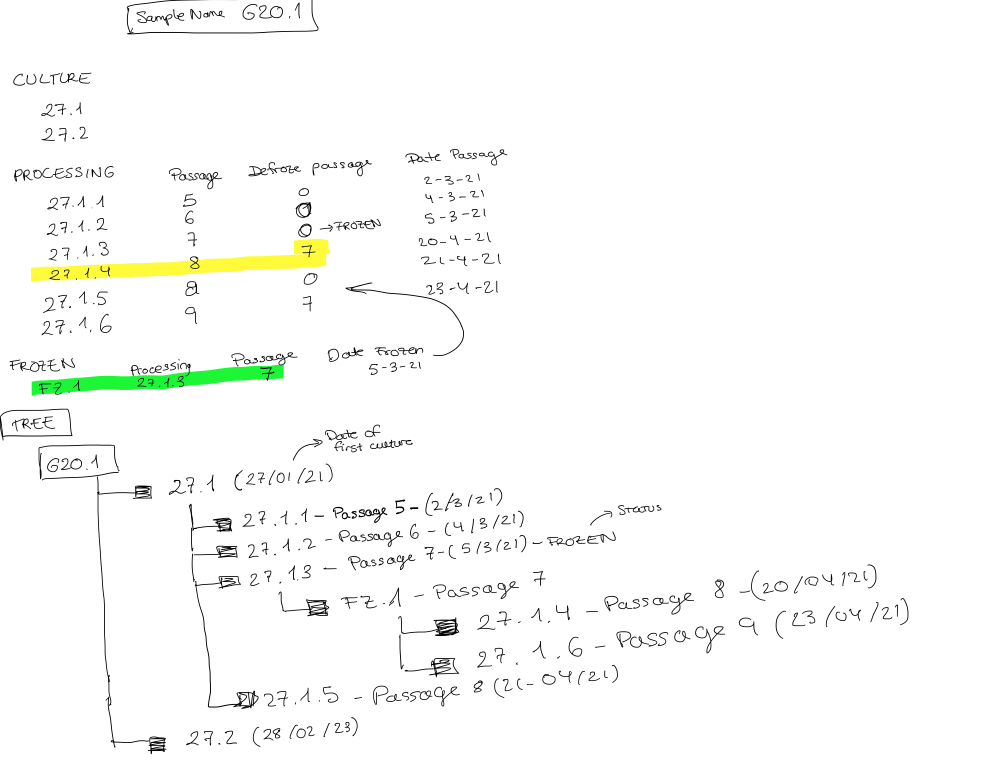 Sample Name G20.1
CULTURE
27.1
27.2
PROCESSING Passage Defroze passage Date Passage
27.1.1 5 0 2-3-21
27.1.2 6 0 4-3-21
27.1.3 7 0 → FROZEN 5-3-21
27.1.4 8 7 20-4-21
27.1.5 8 0 21-4-21
27.1.6 9 7 23-4-21
FROZEN Processing Passage Date Frozen
FZ.1 27.1.3 7 5-3-21
TREE
G20.1
Date of
first culture
27.1 (27/01/21)
27.1.1 - Passage 5 - (2/3/21)
27.1.2 - Passage 6 - (4/3/21)
STATUS
27.1.3 - Passage 7 - (5/3/21) - FROZEN
FZ.1 - Passage 7
27.1.4 - Passage 8 - (20/04/21)
27.1.6 - Passage 9 (23/04/21)
27.1.5 - Passage 8 (21-04/21)
27.2 (28/02/23)